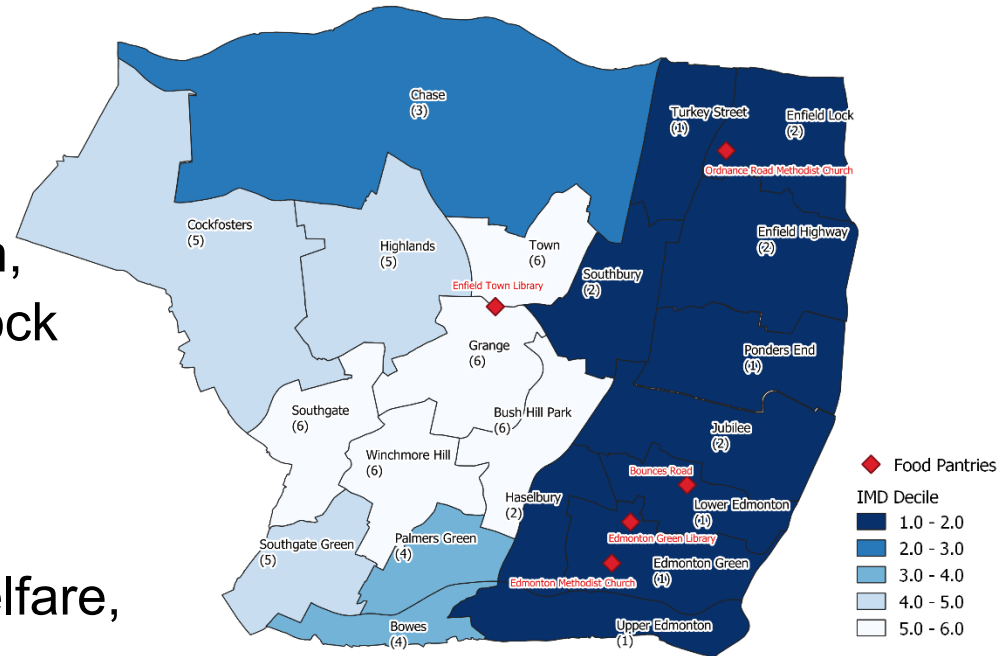 n,
ock
elfare,
Chase
(3)
Turkey Street
(1)
Enfield Lock
(2)
Ordnance Road Methodist Church
Cockfosters
(5)
Highlands
(5)
Town
(6)
Enfield Highway
(2)
Southbury
(2)
Enfield Town Library
Grange
(6)
Ponders End
(1)
Southgate
(6)
Bush Hill Park
(6)
Jubilee
(2)
Winchmore Hill
(6)
Bounces Road
Haselbury
(2)
Lower Edmonton
(1)
Southgate Green
(5)
Palmers Green
(4)
Edmonton Green Library
Edmonton Green
(1)
Edmonton Methodist Church
Bowes
(4)
Upper Edmonton
(1)
Food Pantries
IMD Decile
1.0 - 2.0
2.0 - 3.0
3.0 - 4.0
4.0 - 5.0
5.0 - 6.0